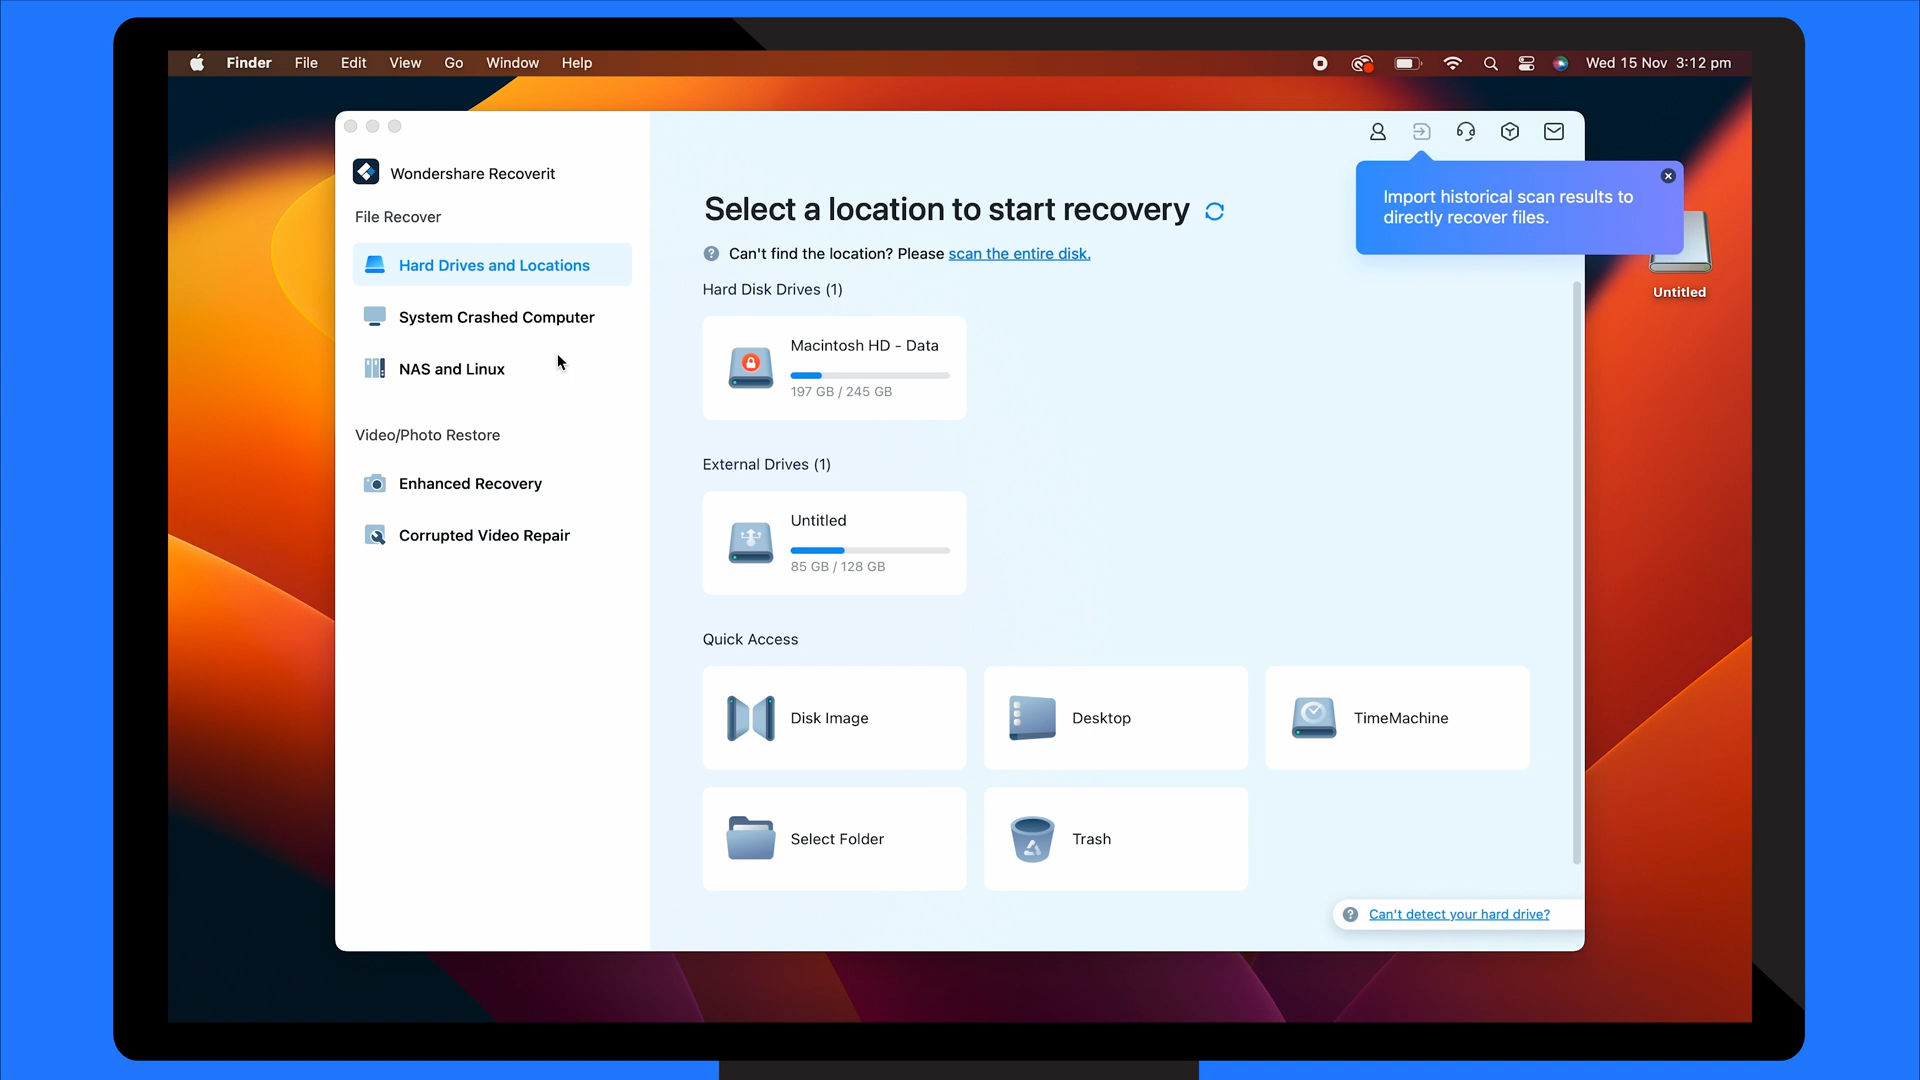 Finder File Edit View Go Window Help
Wed 15 Nov 3:12 pm
Wondershare Recoverit
File Recover
Hard Drives and Locations
System Crashed Computer
NAS and Linux
Video/Photo Restore
Enhanced Recovery
Corrupted Video Repair
Select a location to start recovery
Can't find the location? Please scan the entire disk.
Import historical scan results to
directly recover files.
Untitled
Hard Disk Drives (1)
Macintosh HD - Data
197 GB / 245 GB
External Drives (1)
Untitled
85 GB / 128 GB
Quick Access
Disk Image
Desktop
TimeMachine
Select Folder
Trash
Can't detect your hard drive?